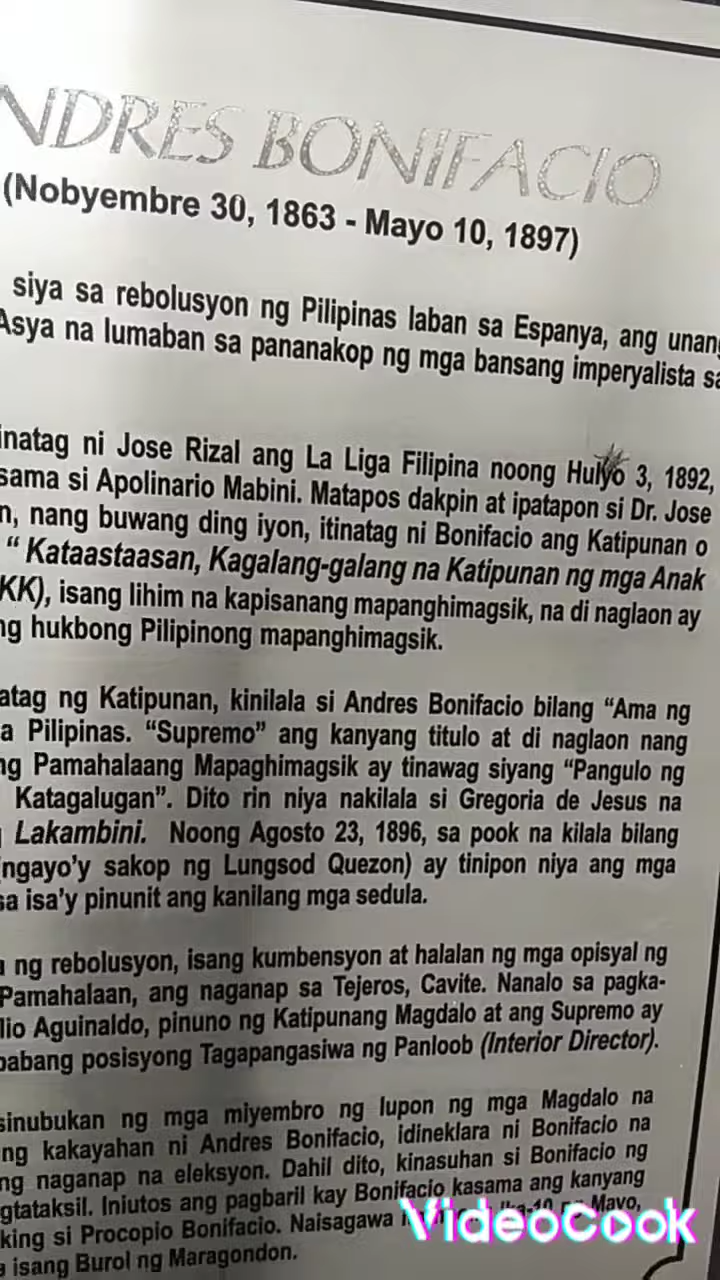 NDRES BONIFACIO
(Nobyembre 30, 1863 - Mayo 10, 1897)
siya sa rebolusyon ng Pilipinas laban sa Espanya, ang unang
Asya na lumaban sa pananakop ng mga bansang imperyalista sa
inatag ni Jose Rizal ang La Liga Filipina noong Hulyo 3, 1892,
sama si Apolinario Mabini. Matapos dakpin at ipatapon si Dr. Jose
n, nang buwang ding iyon, itinatag ni Bonifacio ang Katipunan o
“ Kataastaasan, Kagalang-galang na Katipunan ng mga Anak
KK), isang lihim na kapisanang mapanghimagsik, na di naglaon ay
ng hukbong Pilipinong mapanghimagsik.
atag ng Katipunan, kinilala si Andres Bonifacio bilang “Ama ng
a Pilipinas. “Supremo” ang kanyang titulo at di naglaon nang
ng Pamahalaang Mapaghimagsik ay tinawag siyang “Pangulo ng
Katagalugan”. Dito rin niya nakilala si Gregoria de Jesus na
Lakambini. Noong Agosto 23, 1896, sa pook na kilala bilang
ngayo'y sakop ng Lungsod Quezon) ay tinipon niya ang mga
sa isa'y pinunit ang kanilang mga sedula.
ng rebolusyon, isang kumbensyon at halalan ng mga opisyal ng
Pamahalaan, ang naganap sa Tejeros, Cavite. Nanalo sa pagka-
lio Aguinaldo, pinuno ng Katipunang Magdalo at ang Supremo ay
babang posisyong Tagapangasiwa ng Panloob (Interior Director).
sinubukan ng mga miyembro ng lupon ng mga Magdalo na
ng kakayahan ni Andres Bonifacio, idineklara ni Bonifacio na
ng naganap na eleksyon. Dahil dito, kinasuhan si Bonifacio ng
gtataksil. Iniutos ang pagbaril kay Bonifacio kasama ang kanyang
king si Procopio Bonifacio. Naisagawa Mayo,
isang Burol ng Maragondon.
VideoCook